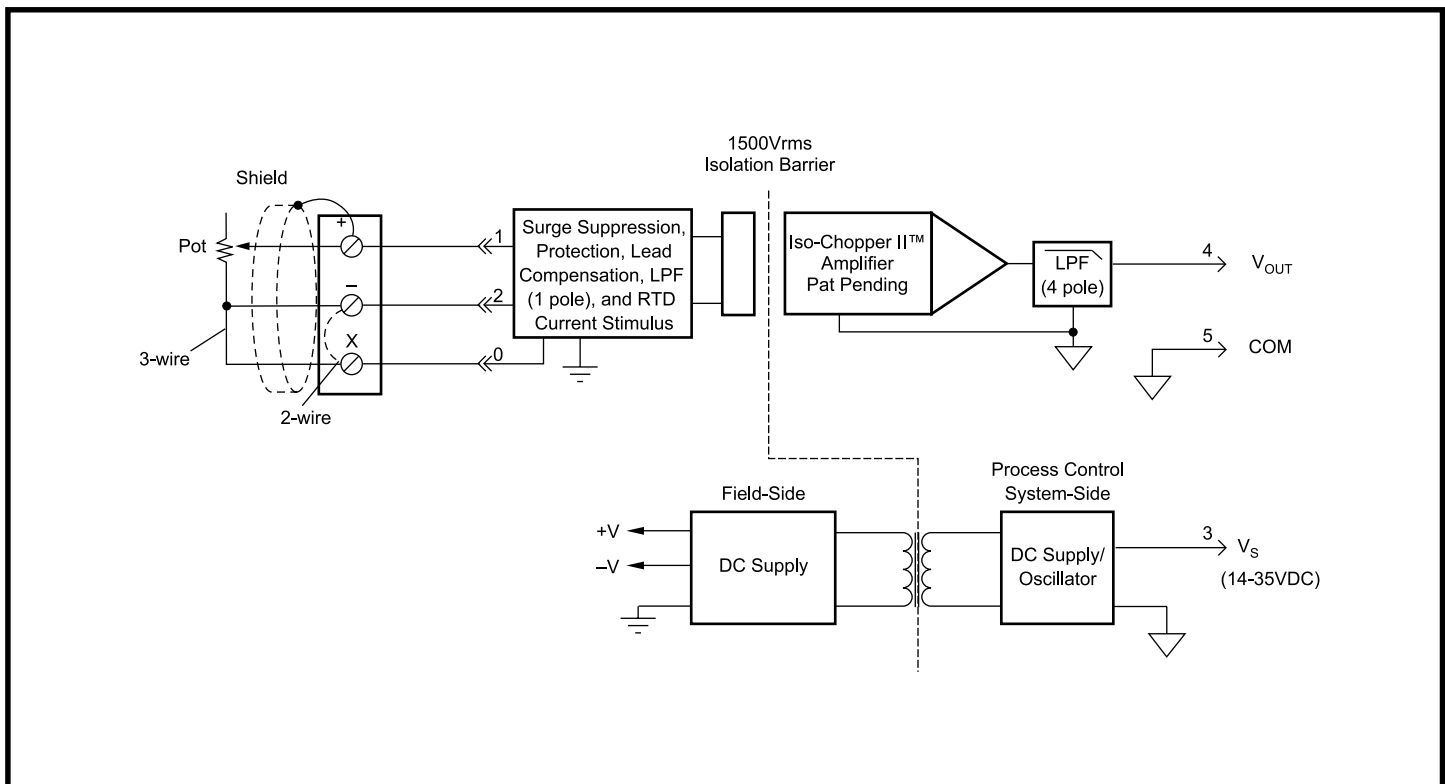 1500Vrms
Isolation Barrier
Shield
+
Pot
1
Surge Suppression,
Protection, Lead
Compensation, LPF
(1 pole), and RTD
Current Stimulus
Iso-Chopper II™
Amplifier
Pat Pending
LPF
(4 pole)
4
VOUT
–
2
X
0
3-wire
2-wire
5
COM
Field-Side
Process Control
System-Side
+V
–V
DC Supply
DC Supply/
Oscillator
3
VS
(14-35VDC)